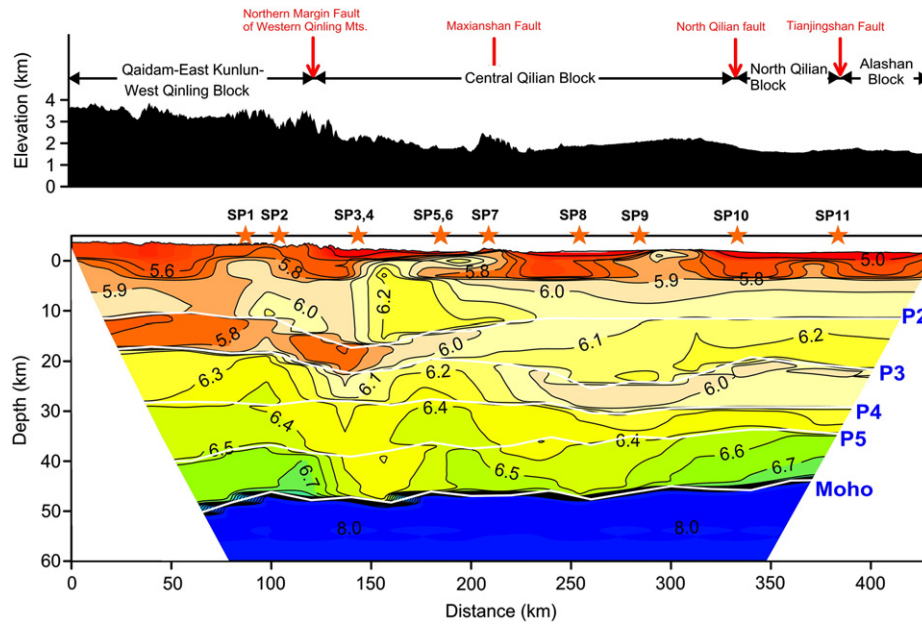 Northern Margin Fault
of Western Qinling Mts.
Maxianshan Fault
North Qilian fault
Tianjingshan Fault
Qaidam-East Kunlun-
West Qinling Block
Central Qilian Block
North Qilian
Block
Alashan
Block
Elevation (km)
4
3
2
1
0
SP1 SP2 SP3,4 SP5,6 SP7 SP8 SP9 SP10 SP11
Depth (km)
0
10
20
30
40
50
60
5.6 5.8 5.8 5.9 5.8 5.0
5.9 6.0 6.2 6.0
P2
5.8 6.0 6.1 6.2
6.3 6.1 6.2 6.0
P3
6.4 6.4 6.4
P4
6.5 6.5 6.6
P5
6.7 6.7
Moho
8.0 8.0
0 50 100 150 200 250 300 350 400
Distance (km)